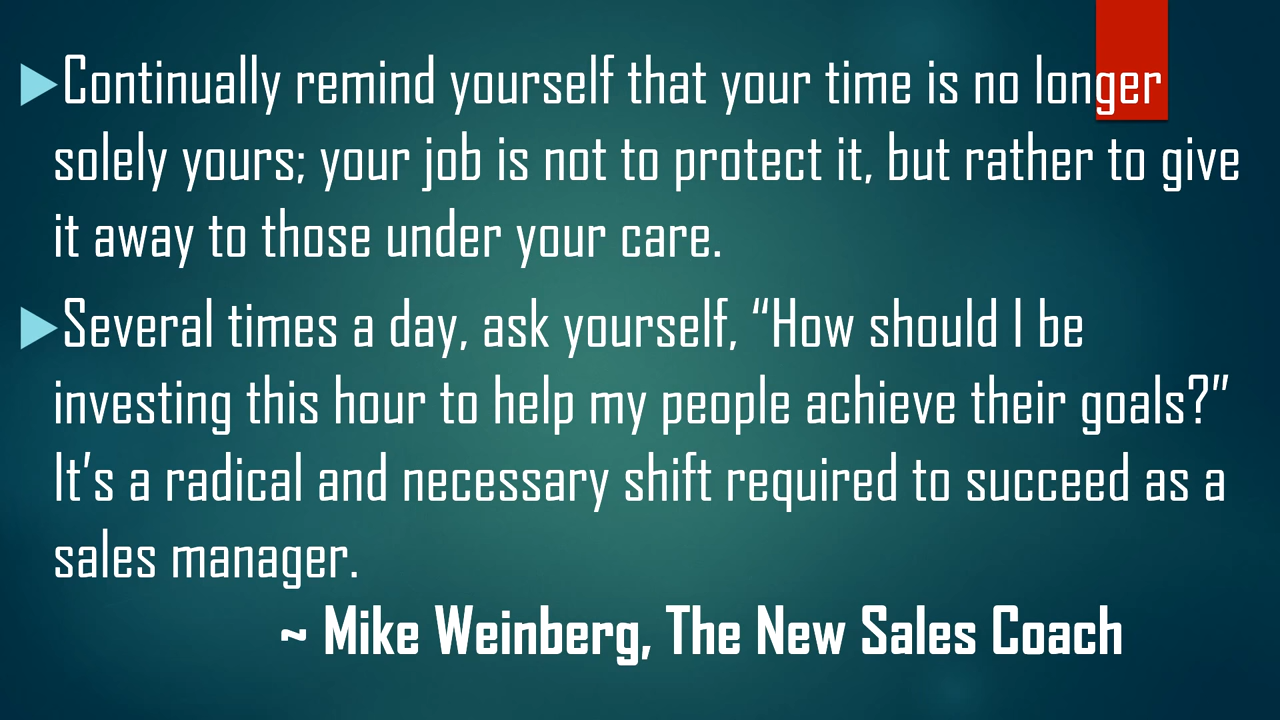 Continually remind yourself that your time is no longer
solely yours; your job is not to protect it, but rather to give
it away to those under your care.
Several times a day, ask yourself, “How should I be
investing this hour to help my people achieve their goals?”
It’s a radical and necessary shift required to succeed as a
sales manager.
~ Mike Weinberg, The New Sales Coach